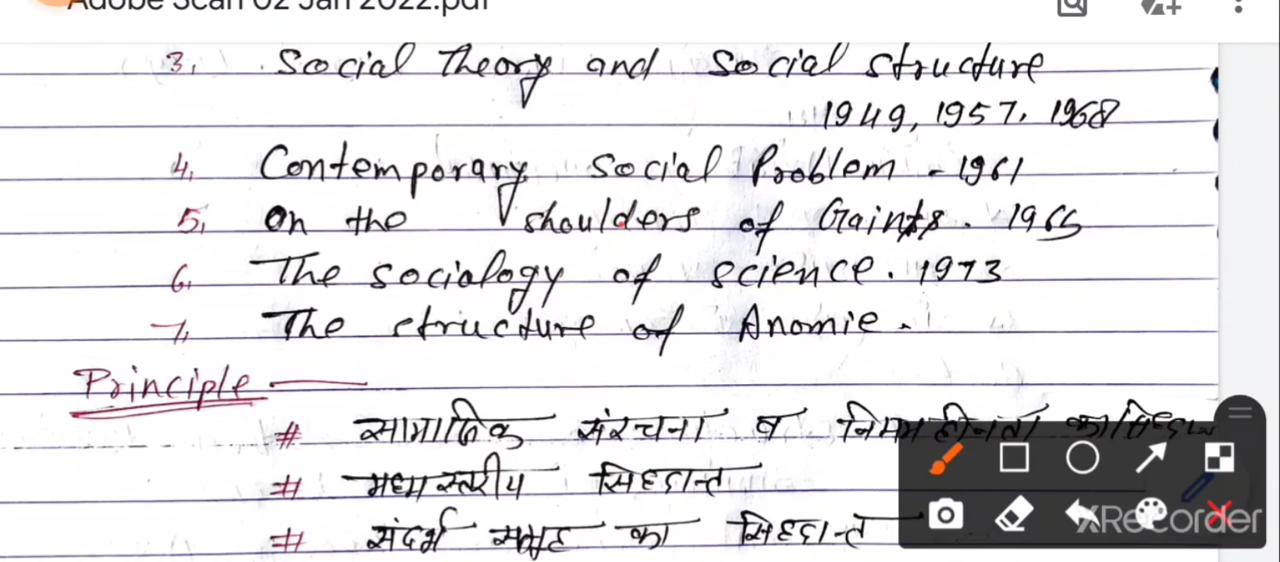 Adobe Scan 02 Jan 2022.pdf
3, Social Theory and Social structure
1949, 1957, 1968
4, Contemporary Social Problem - 1961
5, on the shoulders of Gaints. 1965
6, The sociology of science. 1973
7, The structure of Anomie.
Principle
# सामाजिक संरचना व नियमहीनता का सिद्धान्त
# मध्यस्तरीय सिद्दान्त
# संदर्भ समूह का सिद्दान्त
XRecorder